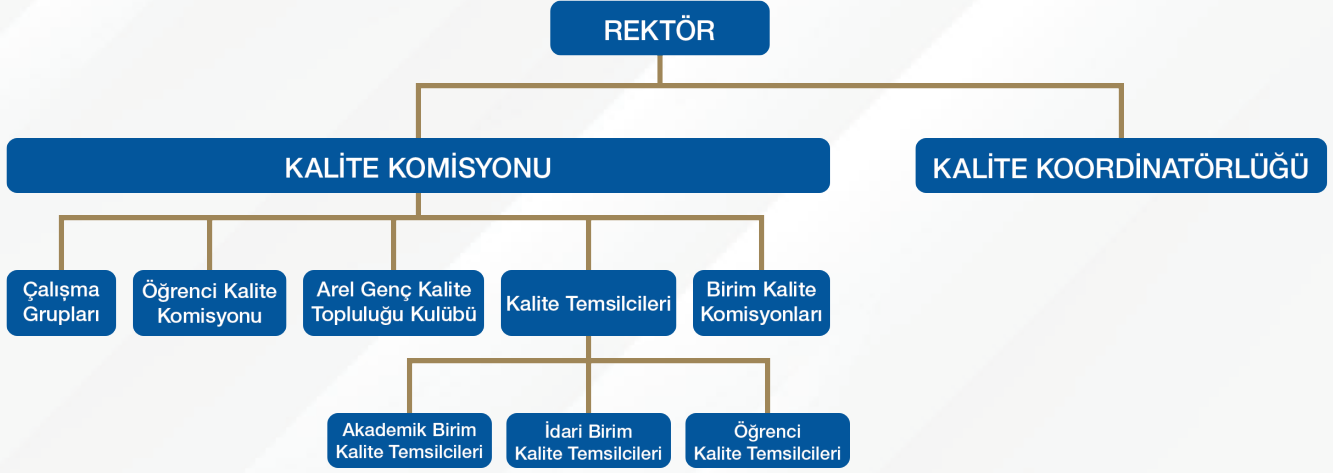 REKTÖR
KALİTE KOMİSYONU
KALİTE KOORDİNATÖRLÜĞÜ
Çalışma
Grupları
Öğrenci Kalite
Komisyonu
Arel Genç Kalite
Topluluğu Kulübü
Kalite Temsilcileri
Birim Kalite
Komisyonları
Akademik Birim
Kalite Temsilcileri
İdari Birim
Kalite Temsilcileri
Öğrenci
Kalite Temsilcileri